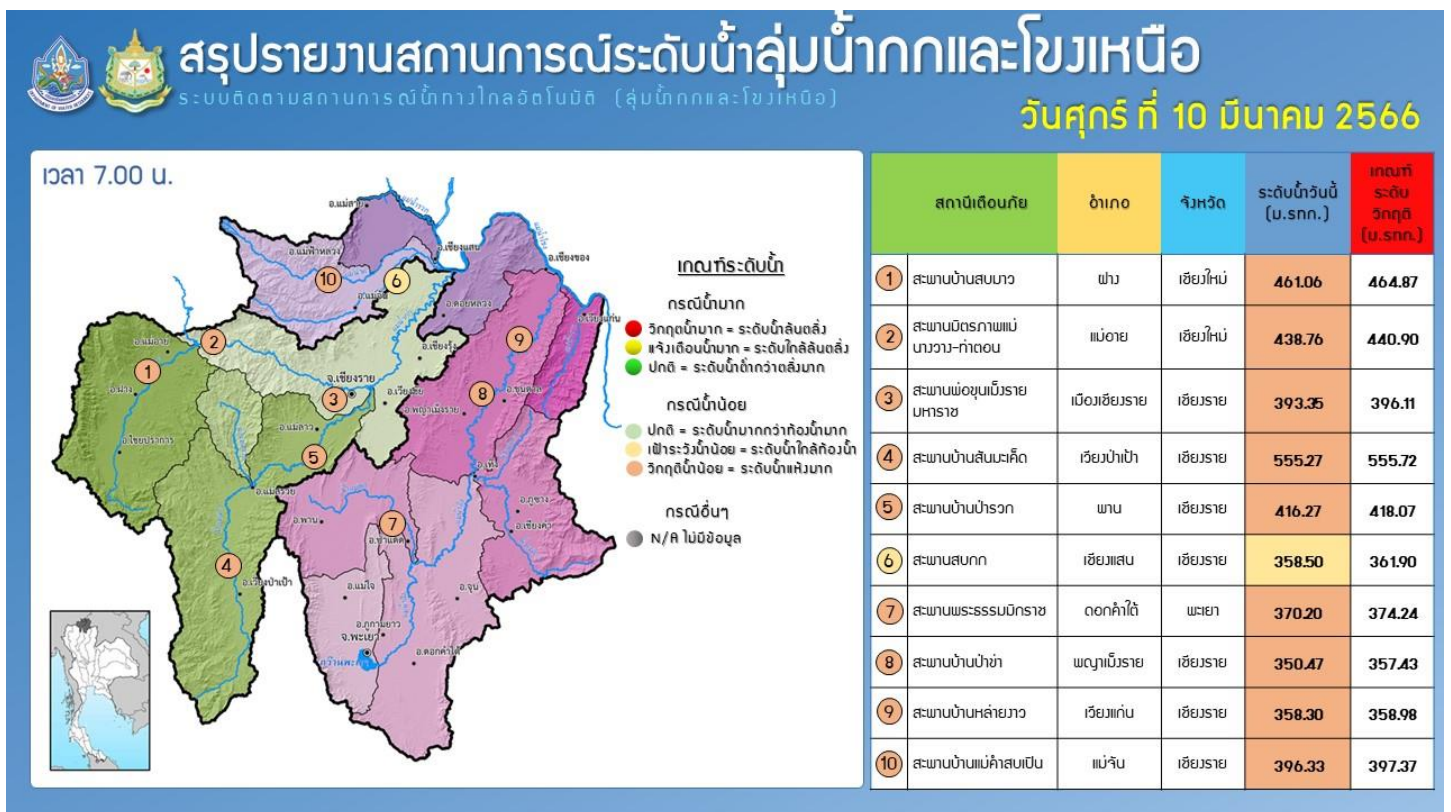 สรุปรายงานสถานการณ์ระดับน้ำลุ่มน้ำกกและโขงเหนือ
ระบบติดตามสถานการณ์น้ำทางไกลอัตโนมัติ (ลุ่มน้ำกกและโขงเหนือ)
วันศุกร์ ที่ 10 มีนาคม 2566
เวลา 7.00 น.
อ.แม่สาย
อ.แม่ฟ้าหลวง
อ.เชียงแสน
อ.เชียงของ
10
6
อ.ดอยหลวง
อ.เวียงแก่น
อ.แม่อาย
2
9
อ.เชียงรุ้ง
1
จ.เชียงราย
อ.ฝาง
3
8
อ.ขุนตาล
อ.พญาเม็งราย
อ.แม่ลาว
อ.ไชยปราการ
5
อ.เทิง
อ.แม่สรวย
อ.ภูซาง
อ.พาน
7
อ.เชียงคำ
อ.ป่าแดด
4
อ.เวียงป่าเป้า
อ.แม่ใจ
อ.จุน
อ.ภูกามยาว
จ.พะเยา
อ.ดอกคำใต้
เกณฑ์ระดับน้ำ
กรณีน้ำมาก
วิกฤตน้ำมาก = ระดับน้ำล้นตลิ่ง
แจ้งเตือนน้ำมาก = ระดับใกล้ล้นตลิ่ง
ปกติ = ระดับน้ำต่ำกว่าตลิ่งมาก
กรณีน้ำน้อย
ปกติ = ระดับน้ำมากกว่าท้องน้ำมาก
เฝ้าระวังน้ำน้อย = ระดับน้ำใกล้ท้องน้ำ
วิกฤติน้ำน้อย = ระดับน้ำแห้งมาก
กรณีอื่นๆ
N/A ไม่มีข้อมูล
สถานีเตือนภัย อำเภอ จังหวัด ระดับน้ำวันนี้ (ม.รทก.) เกณฑ์ระดับวิกฤติ (ม.รทก.)
1 สะพานบ้านสบมาว ฝาง เชียงใหม่ 461.06 464.87
2 สะพานมิตรภาพแม่นางวาง-ท่าตอน แม่อาย เชียงใหม่ 438.76 440.90
3 สะพานพ่อขุนเม็งรายมหาราช เมืองเชียงราย เชียงราย 393.35 396.11
4 สะพานบ้านสันมะเค็ด เวียงป่าเป้า เชียงราย 555.27 555.72
5 สะพานบ้านป่ารวก พาน เชียงราย 416.27 418.07
6 สะพานสบกก เชียงแสน เชียงราย 358.50 361.90
7 สะพานพระธรรมมิกราช ดอกคำใต้ พะเยา 370.20 374.24
8 สะพานบ้านป่าข่า พญาเม็งราย เชียงราย 350.47 357.43
9 สะพานบ้านหล่ายงาว เวียงแก่น เชียงราย 358.30 358.98
10 สะพานบ้านแม่คำสบเปิน แม่จัน เชียงราย 396.33 397.37